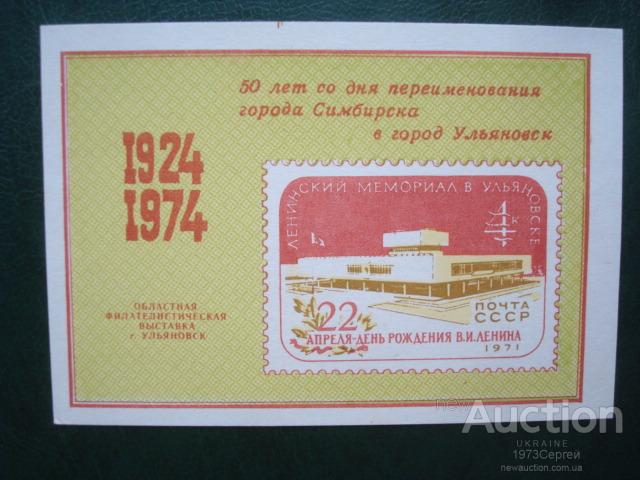 50 лет со дня переименования
города Симбирска
в город Ульяновск
1924
1974
ОБЛАСТНАЯ
ФИЛАТЕЛИСТИЧЕСКАЯ
ВЫСТАВКА
г. УЛЬЯНОВСК
ЛЕНИНСКИЙ МЕМОРИАЛ В УЛЬЯНОВСКЕ
4 к
ПОЧТА
СССР
22
АПРЕЛЯ-ДЕНЬ РОЖДЕНИЯ В.И.ЛЕНИНА
1971
new
Auction
UKRAINE
1973Сергей
newauction.com.ua